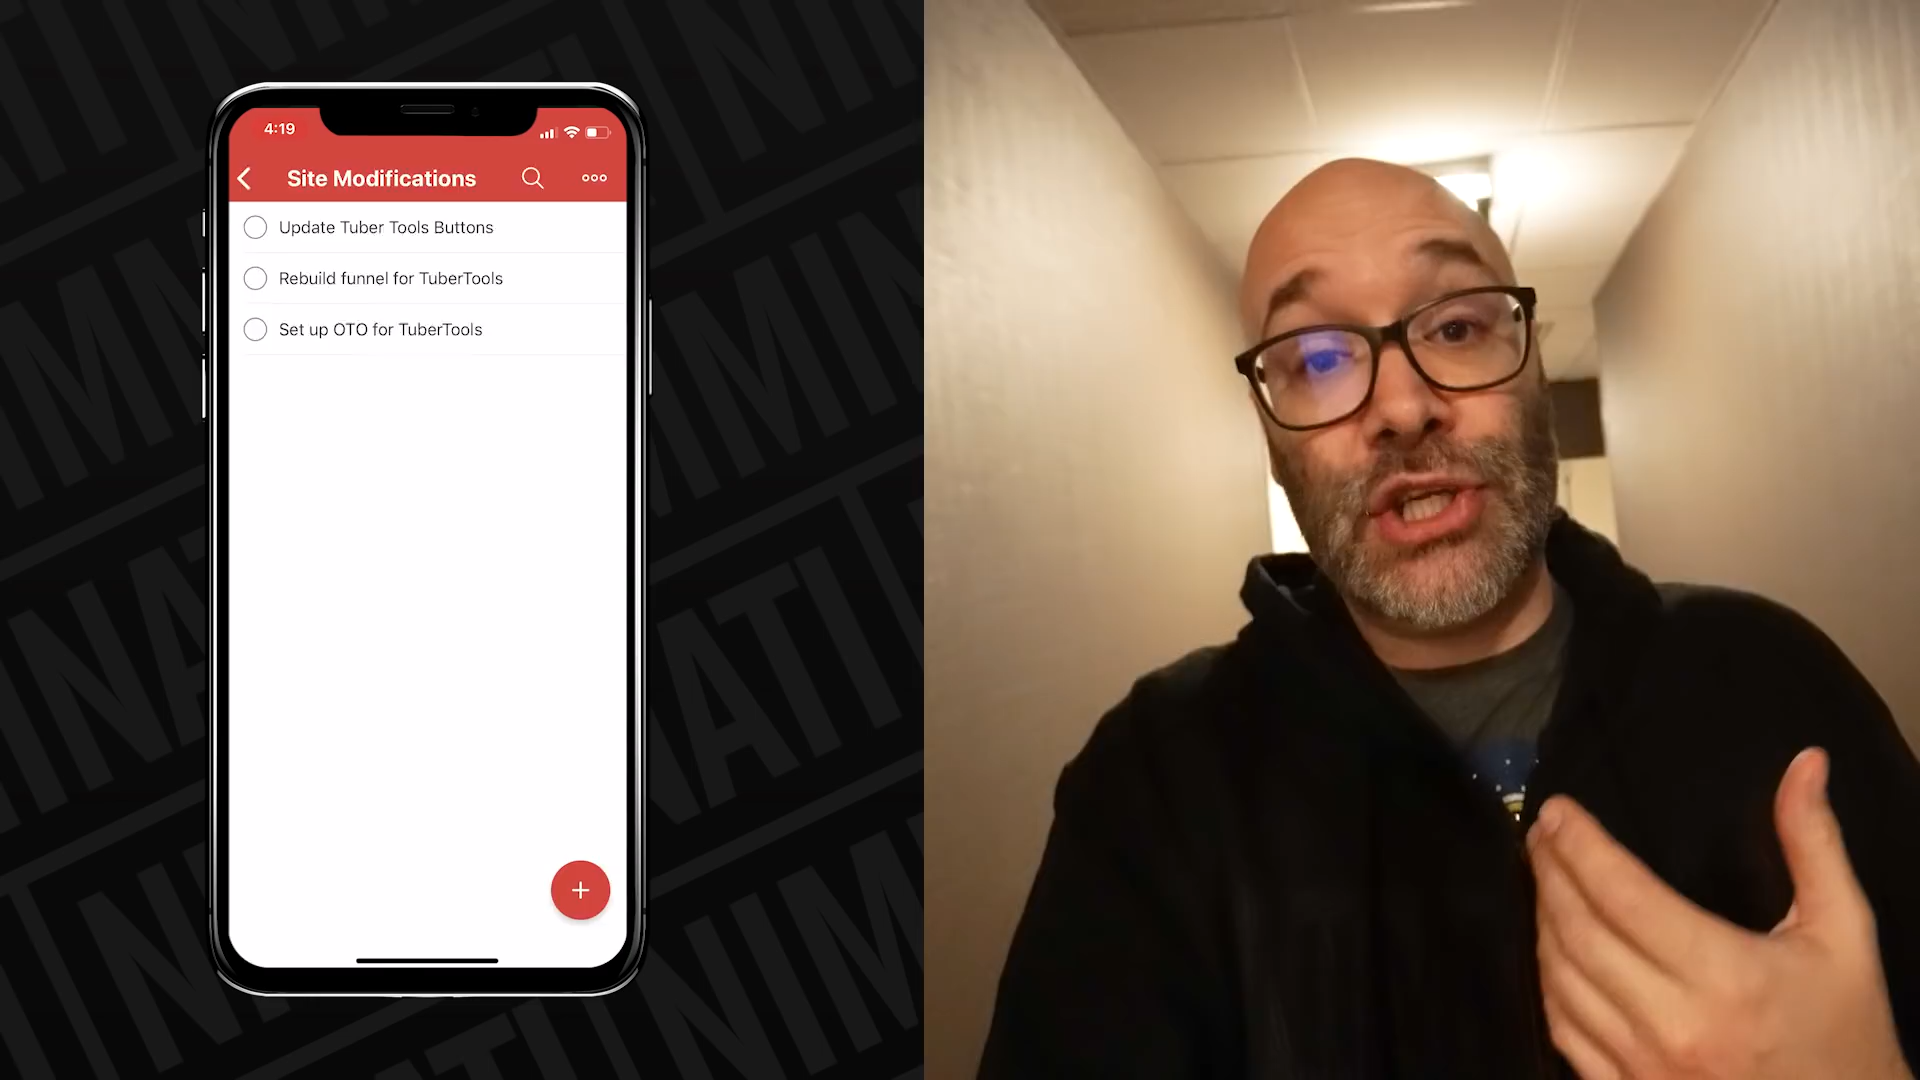 4:19
Site Modifications
Update Tuber Tools Buttons
Rebuild funnel for TuberTools
Set up OTO for TuberTools